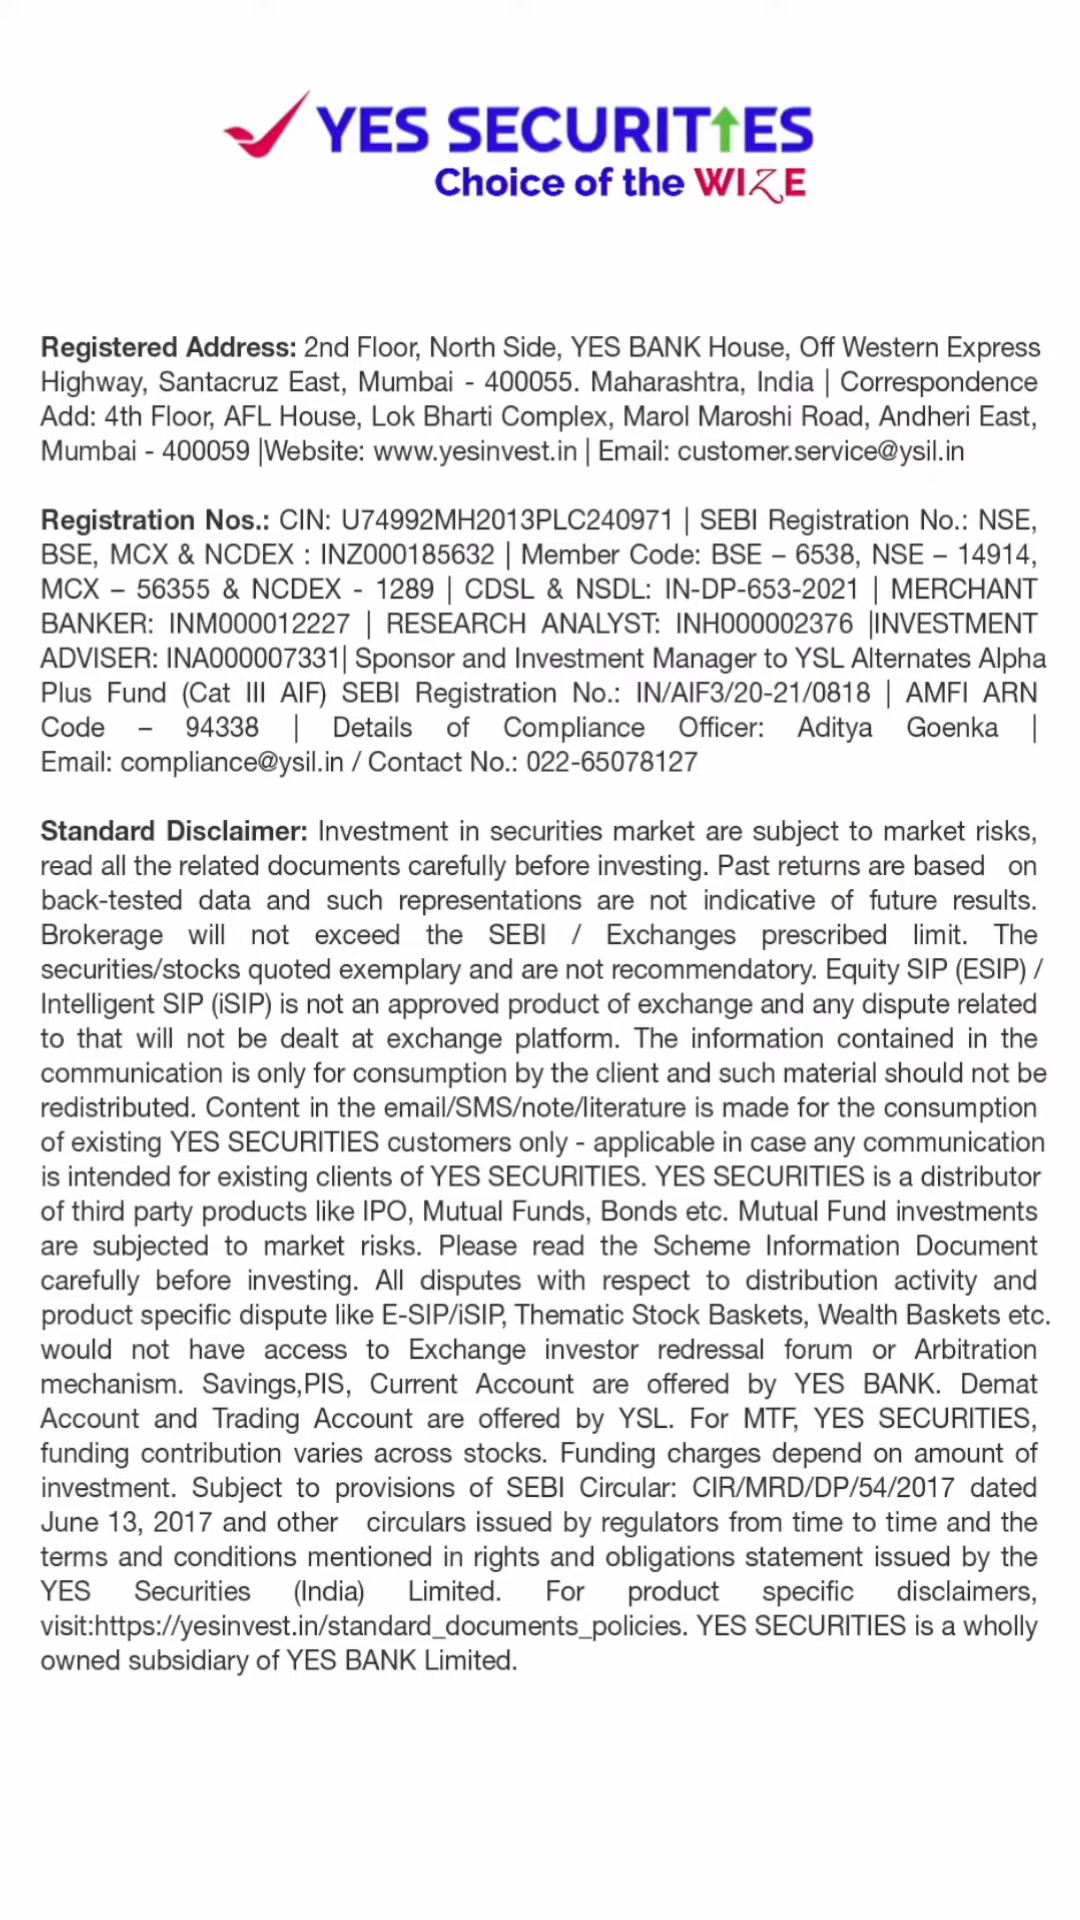 YES SECURITIES
Choice of the WIZE
Registered Address: 2nd Floor, North Side, YES BANK House, Off Western Express
Highway, Santacruz East, Mumbai - 400055. Maharashtra, India | Correspondence
Add: 4th Floor, AFL House, Lok Bharti Complex, Marol Maroshi Road, Andheri East,
Mumbai - 400059 |Website: www.yesinvest.in | Email: customer.service@ysil.in
Registration Nos.: CIN: U74992MH2013PLC240971 | SEBI Registration No.: NSE,
BSE, MCX & NCDEX : INZ000185632 | Member Code: BSE – 6538, NSE – 14914,
MCX – 56355 & NCDEX - 1289 | CDSL & NSDL: IN-DP-653-2021 | MERCHANT
BANKER: INM000012227 | RESEARCH ANALYST: INH000002376 |INVESTMENT
ADVISER: INA000007331| Sponsor and Investment Manager to YSL Alternates Alpha
Plus Fund (Cat III AIF) SEBI Registration No.: IN/AIF3/20-21/0818 | AMFI ARN
Code – 94338 | Details of Compliance Officer: Aditya Goenka |
Email: compliance@ysil.in / Contact No.: 022-65078127
Standard Disclaimer: Investment in securities market are subject to market risks,
read all the related documents carefully before investing. Past returns are based on
back-tested data and such representations are not indicative of future results.
Brokerage will not exceed the SEBI / Exchanges prescribed limit. The
securities/stocks quoted exemplary and are not recommendatory. Equity SIP (ESIP) /
Intelligent SIP (iSIP) is not an approved product of exchange and any dispute related
to that will not be dealt at exchange platform. The information contained in the
communication is only for consumption by the client and such material should not be
redistributed. Content in the email/SMS/note/literature is made for the consumption
of existing YES SECURITIES customers only - applicable in case any communication
is intended for existing clients of YES SECURITIES. YES SECURITIES is a distributor
of third party products like IPO, Mutual Funds, Bonds etc. Mutual Fund investments
are subjected to market risks. Please read the Scheme Information Document
carefully before investing. All disputes with respect to distribution activity and
product specific dispute like E-SIP/iSIP, Thematic Stock Baskets, Wealth Baskets etc.
would not have access to Exchange investor redressal forum or Arbitration
mechanism. Savings,PIS, Current Account are offered by YES BANK. Demat
Account and Trading Account are offered by YSL. For MTF, YES SECURITIES,
funding contribution varies across stocks. Funding charges depend on amount of
investment. Subject to provisions of SEBI Circular: CIR/MRD/DP/54/2017 dated
June 13, 2017 and other circulars issued by regulators from time to time and the
terms and conditions mentioned in rights and obligations statement issued by the
YES Securities (India) Limited. For product specific disclaimers,
visit:https://yesinvest.in/standard_documents_policies. YES SECURITIES is a wholly
owned subsidiary of YES BANK Limited.